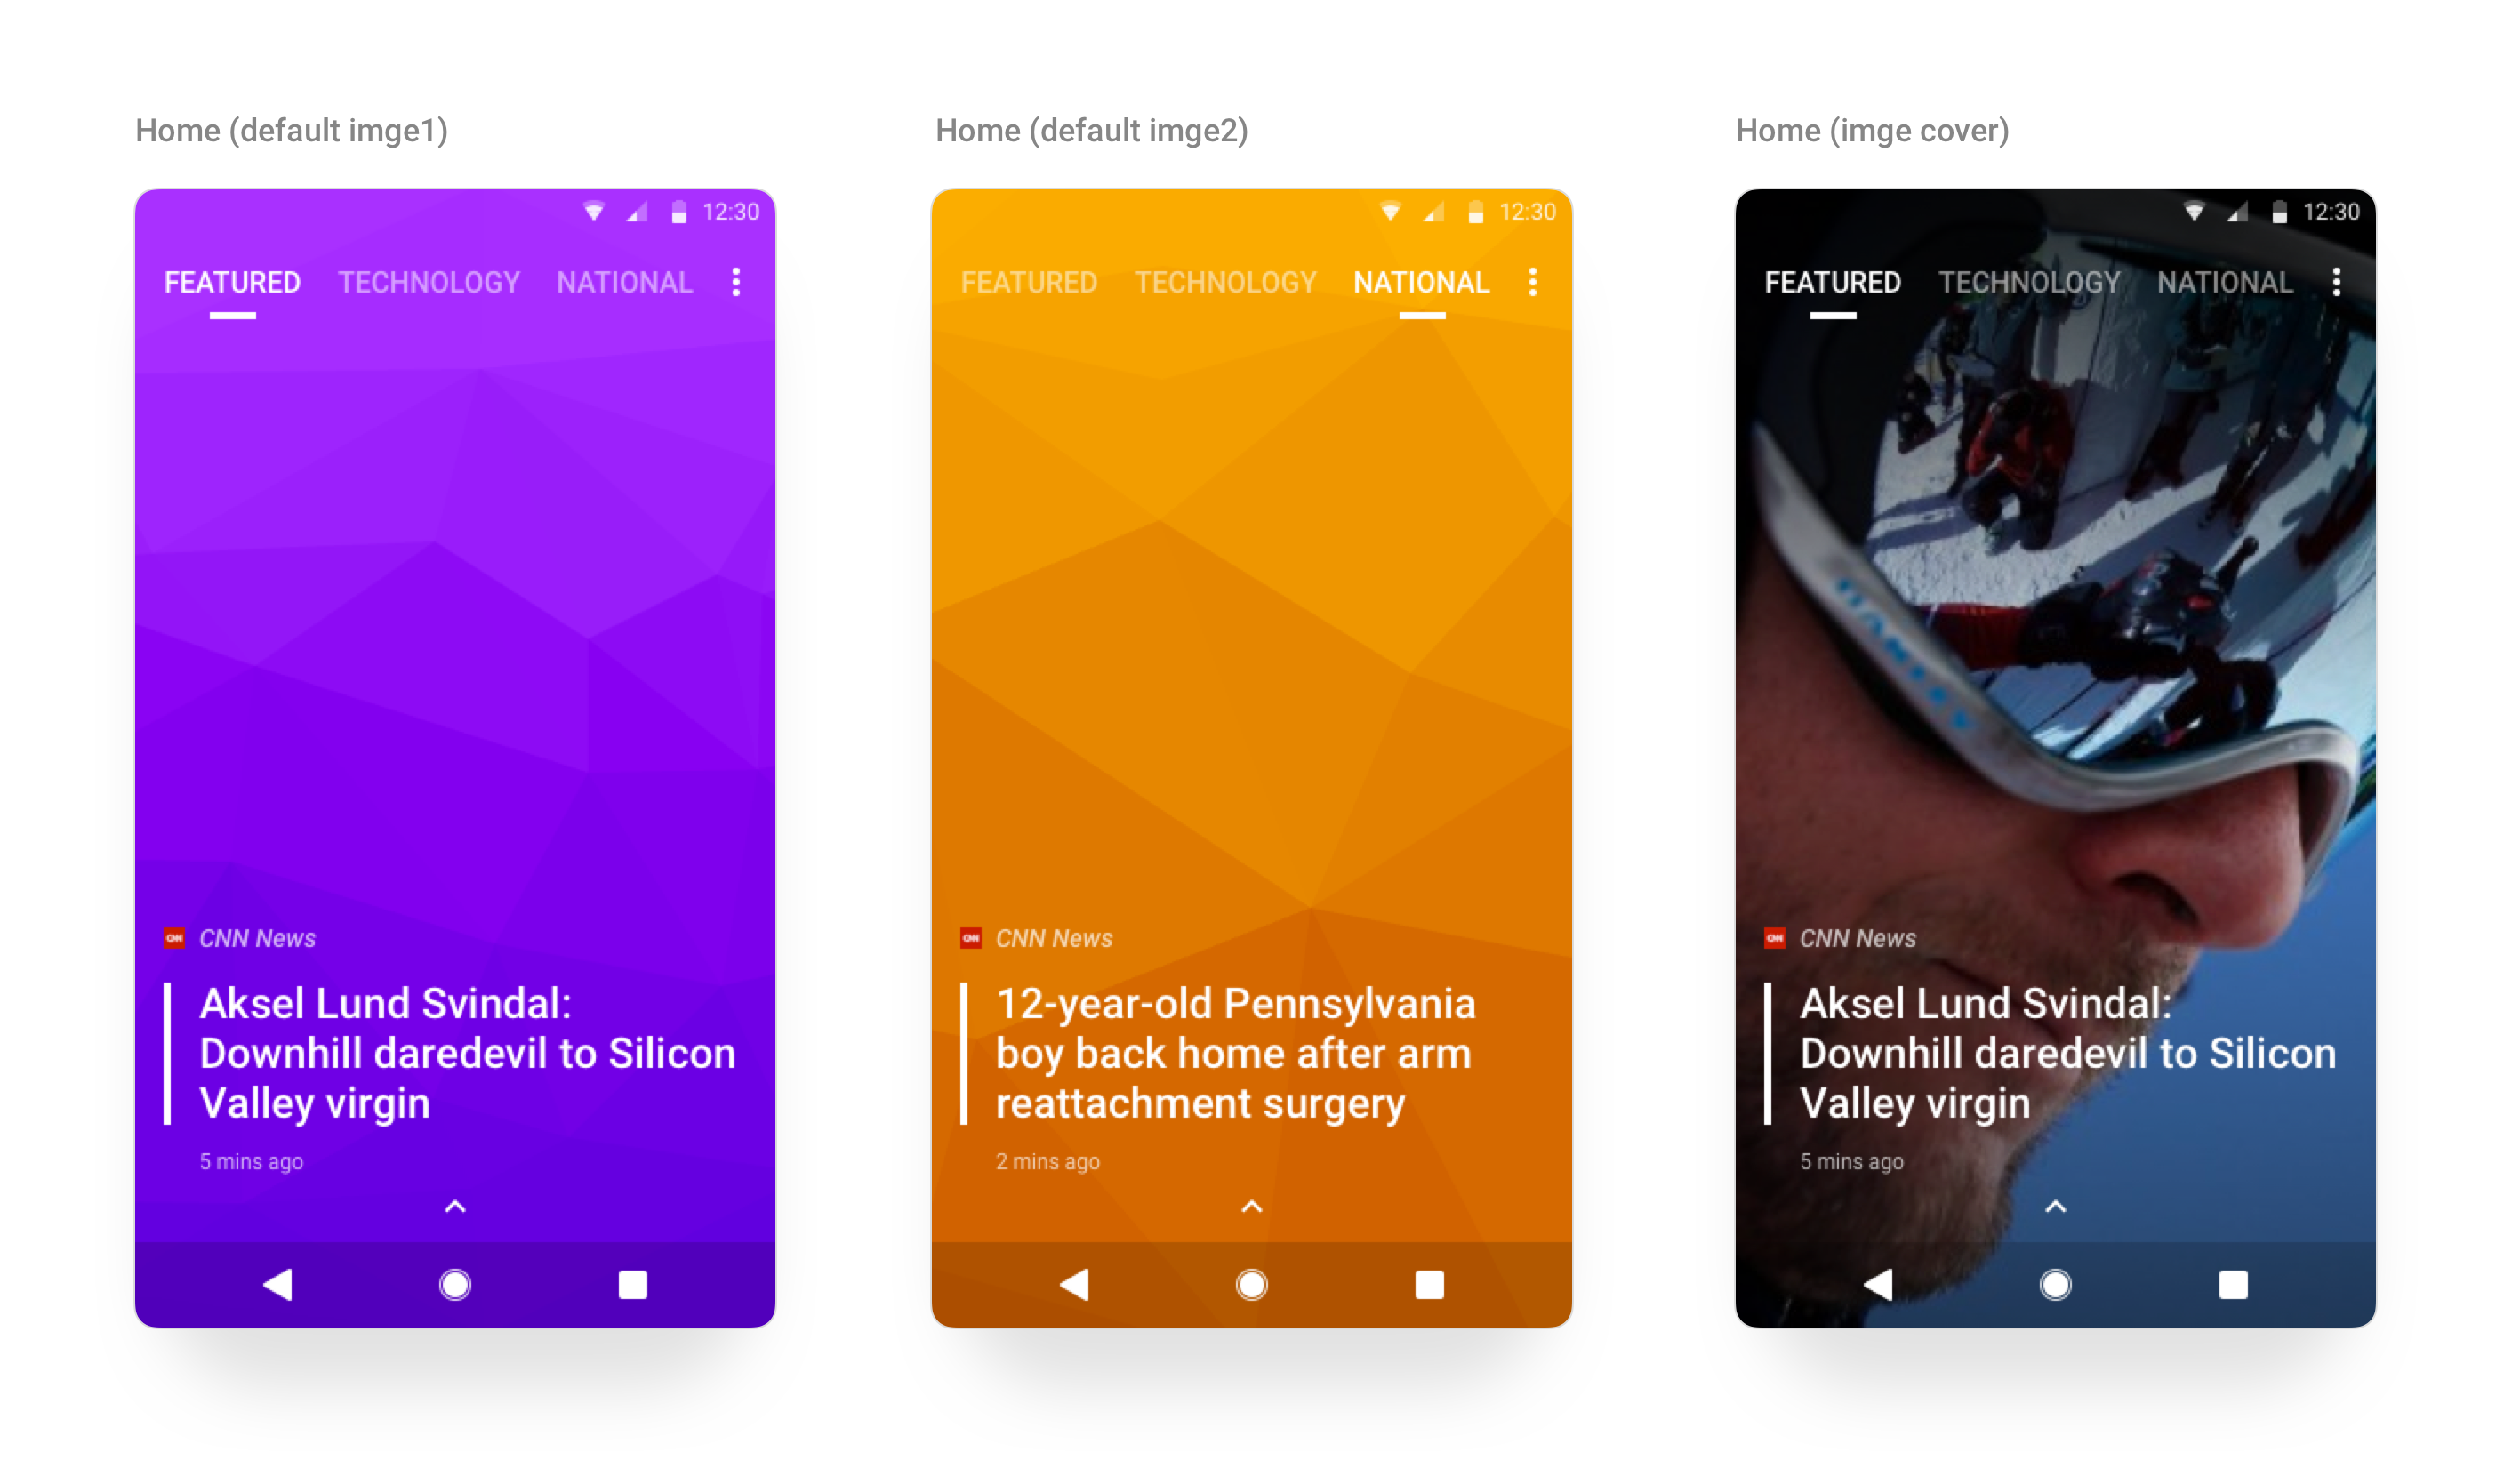 Home (default imge1)
12:30
FEATURED TECHNOLOGY NATIONAL
CNN CNN News
Aksel Lund Svindal:
Downhill daredevil to Silicon
Valley virgin
5 mins ago
Home (default imge2)
12:30
FEATURED TECHNOLOGY NATIONAL
CNN CNN News
12-year-old Pennsylvania
boy back home after arm
reattachment surgery
2 mins ago
Home (imge cover)
12:30
FEATURED TECHNOLOGY NATIONAL
CNN CNN News
Aksel Lund Svindal:
Downhill daredevil to Silicon
Valley virgin
5 mins ago